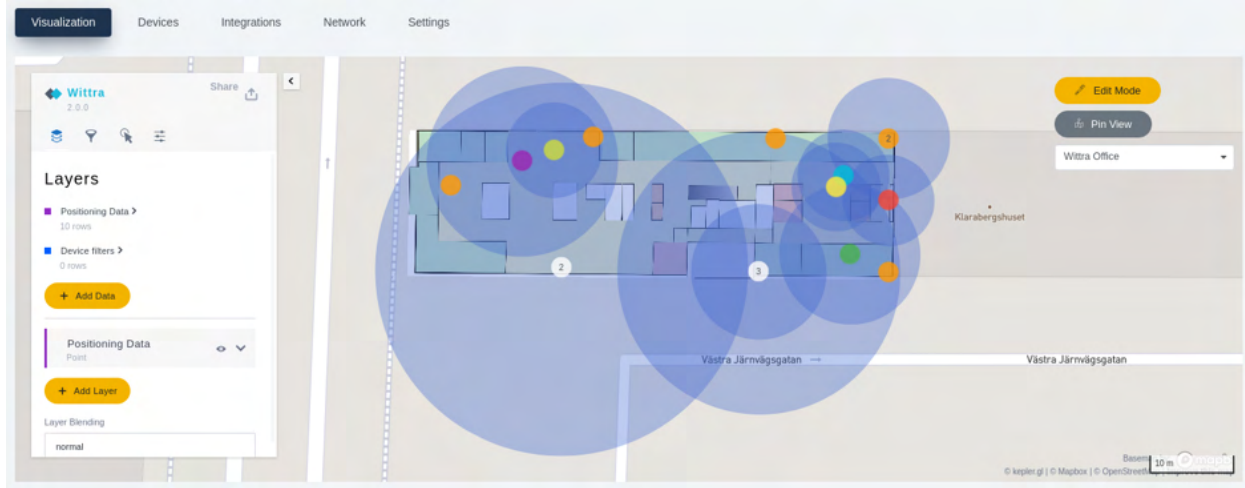 Visualization
Devices
Integrations
Network
Settings
Wittra
2.0.0
Share
Layers
Positioning Data
10 rows
Device filters
0 rows
+ Add Data
Positioning Data
Point
+ Add Layer
Layer Blending
normal
2
2
3
Edit Mode
Pin View
Wittra Office
Klarabergshuset
Västra Järnvägsgatan →
Västra Järnvägsgatan
10 m
© kepler.gl | © Mapbox | © OpenStreet